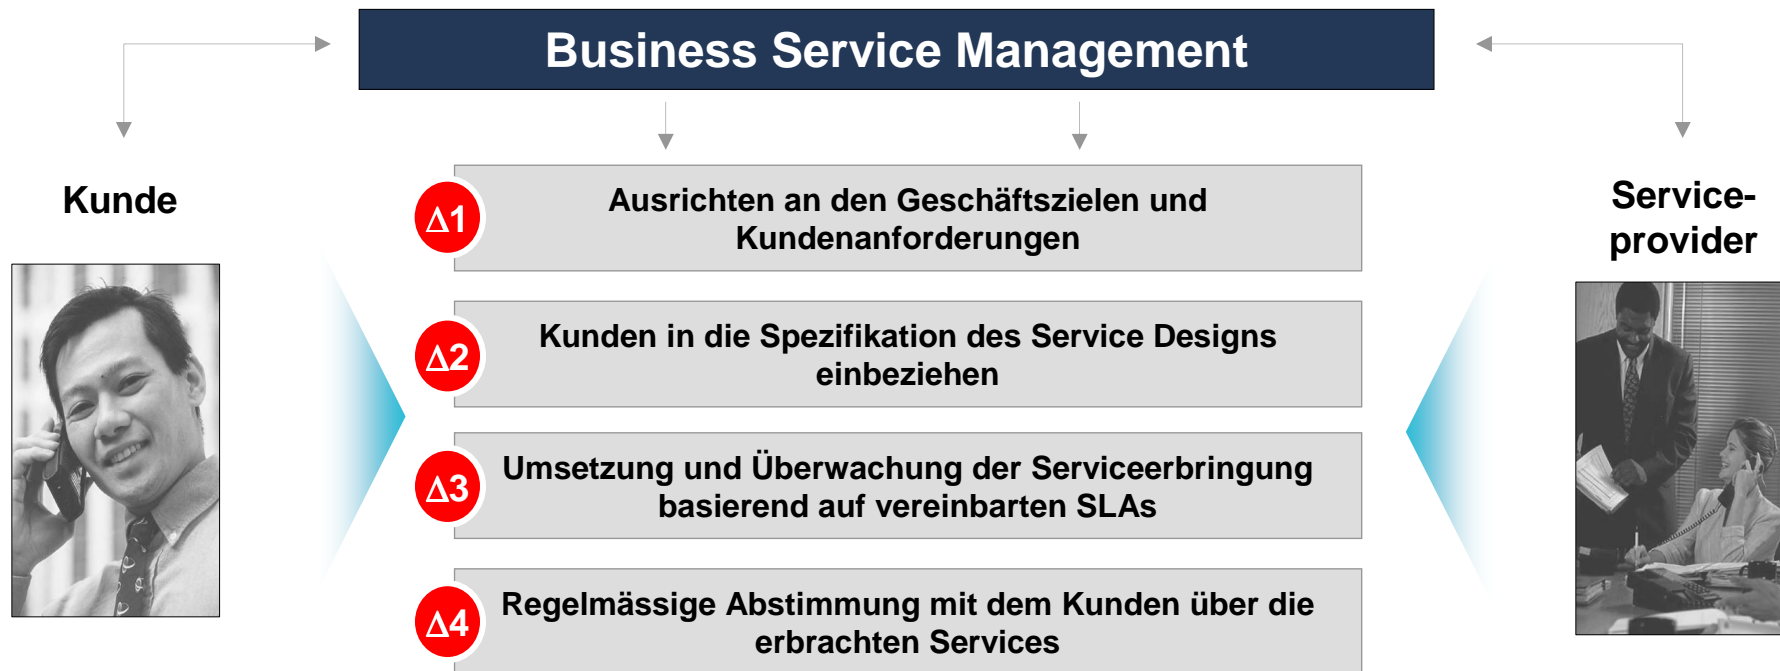 Business Service Management
Kunde
Service-
provider
Δ1
Ausrichten an den Geschäftszielen und
Kundenanforderungen
Δ2
Kunden in die Spezifikation des Service Designs
einbeziehen
Δ3
Umsetzung und Überwachung der Serviceerbringung
basierend auf vereinbarten SLAs
Δ4
Regelmässige Abstimmung mit dem Kunden über die
erbrachten Services